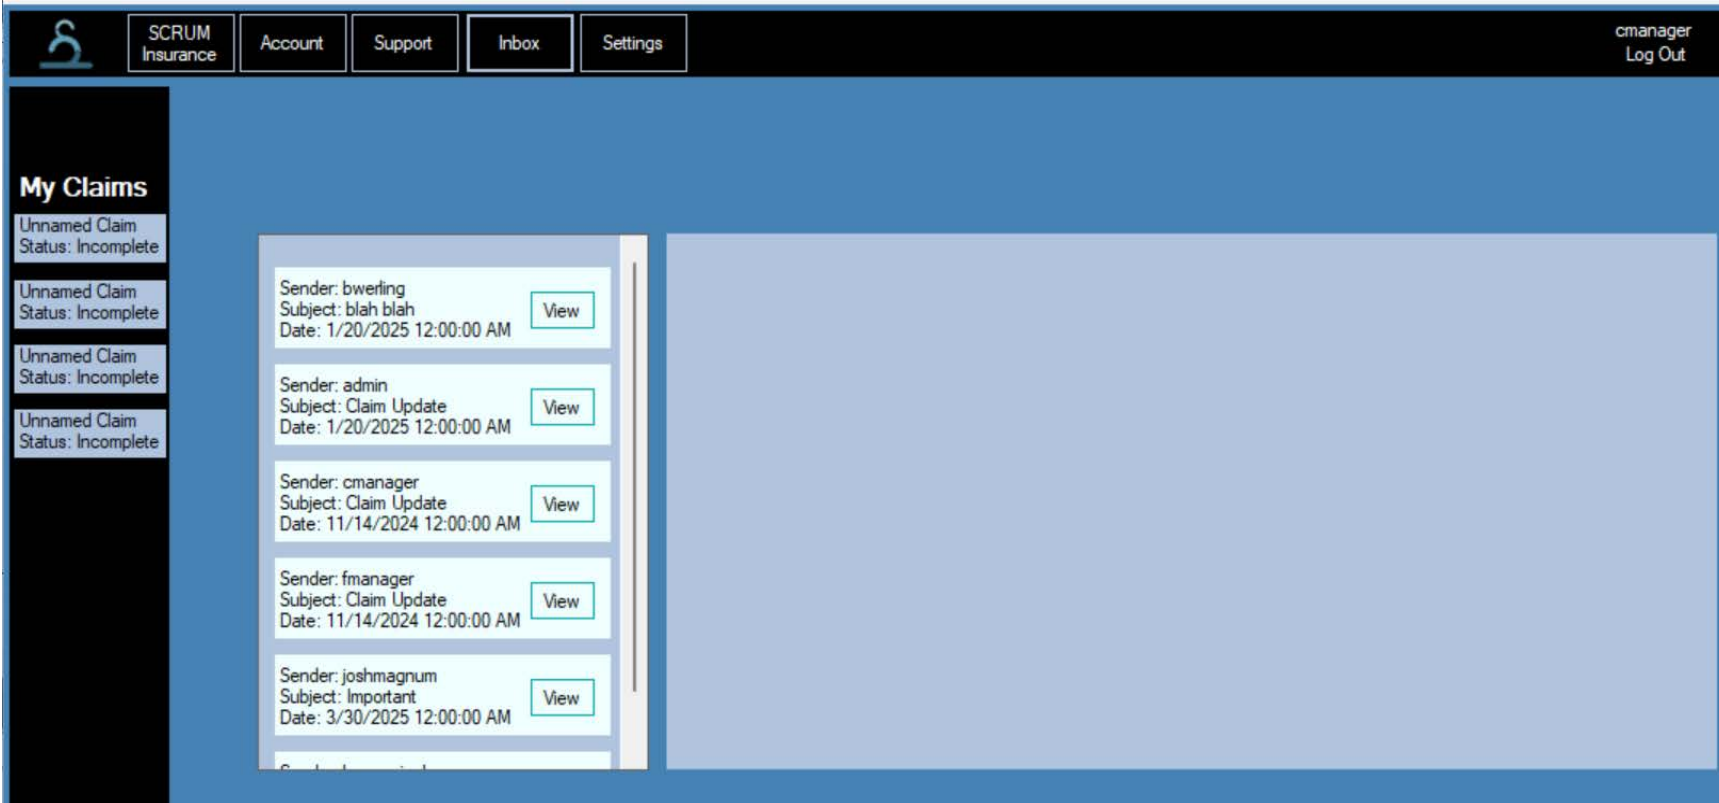 SCRUM
Insurance
Account
Support
Inbox
Settings
cmanager
Log Out
My Claims
Unnamed Claim
Status: Incomplete
Unnamed Claim
Status: Incomplete
Unnamed Claim
Status: Incomplete
Unnamed Claim
Status: Incomplete
Sender: bwerling
Subject: blah blah
Date: 1/20/2025 12:00:00 AM
View
Sender: admin
Subject: Claim Update
Date: 1/20/2025 12:00:00 AM
View
Sender: cmanager
Subject: Claim Update
Date: 11/14/2024 12:00:00 AM
View
Sender: fmanager
Subject: Claim Update
Date: 11/14/2024 12:00:00 AM
View
Sender: joshmagnum
Subject: Important
Date: 3/30/2025 12:00:00 AM
View